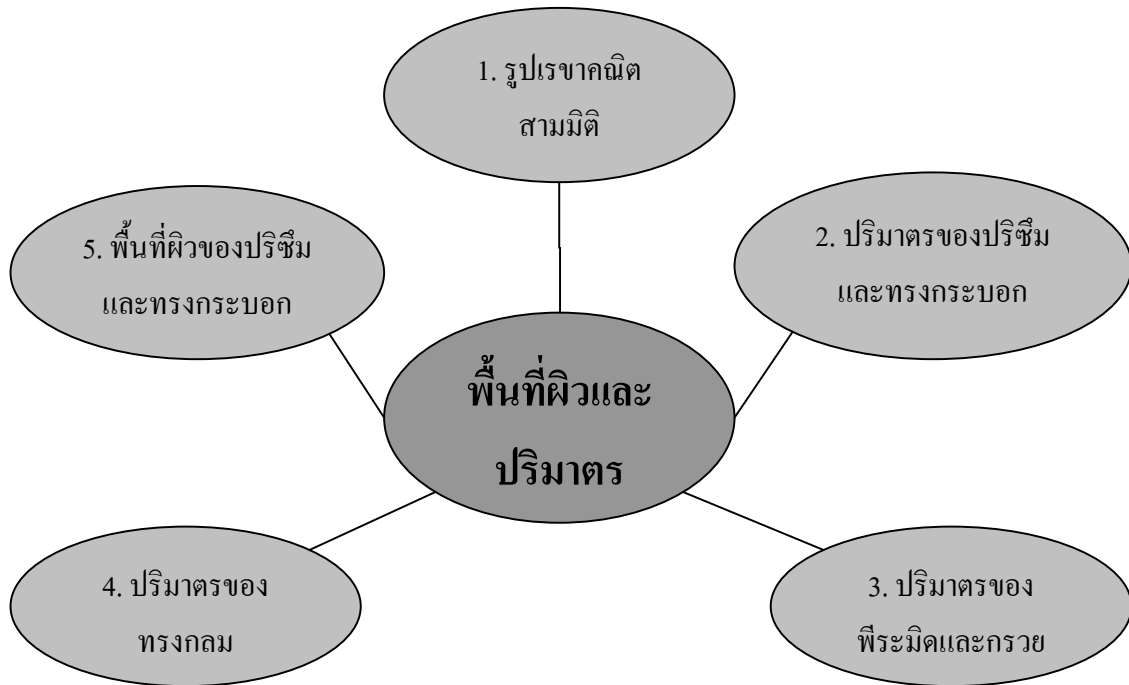 1. รูปเรขาคณิต
สามมิติ
2. ปริมาตรของปริซึม
และทรงกระบอก
3. ปริมาตรของ
พีระมิดและกรวย
4. ปริมาตรของ
ทรงกลม
5. พื้นที่ผิวของปริซึม
และทรงกระบอก
พื้นที่ผิวและ
ปริมาตร